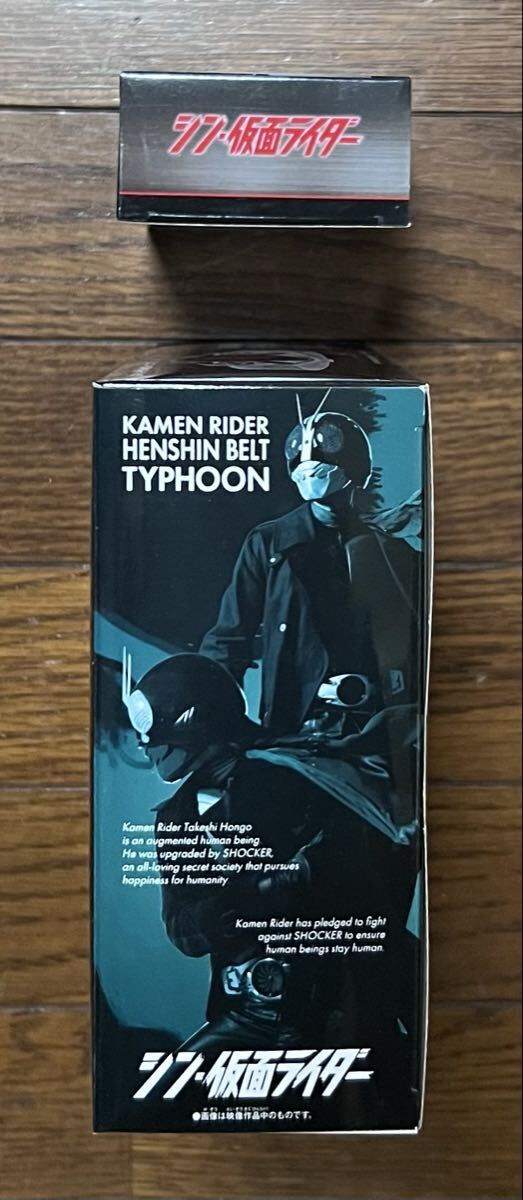 シン・仮面ライダー
KAMEN RIDER
HENSHIN BELT
TYPHOON
Kamen Rider Takeshi Hongo
is an augmented human being.
He was upgraded by SHOCKER,
an all-loving secret society that pursues
happiness for humanity.
Kamen Rider has pledged to fight
against SHOCKER to ensure
human beings stay human.
シン・仮面ライダー
●画像は映像作品中のものです。